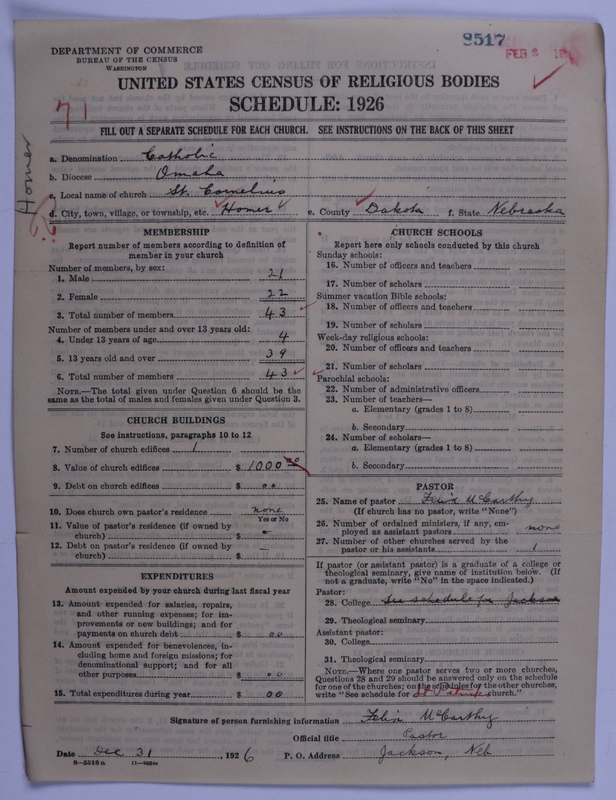 8517
FEB 2 19
DEPARTMENT OF COMMERCE
BUREAU OF THE CENSUS
WASHINGTON
UNITED STATES CENSUS OF RELIGIOUS BODIES
SCHEDULE: 1926
71
FILL OUT A SEPARATE SCHEDULE FOR EACH CHURCH. SEE INSTRUCTIONS ON THE BACK OF THIS SHEET
Homer
a. Denomination Catholic
b. Diocese Omaha
c. Local name of church St. Cornelius
d. City, town, village, or township, etc. Homer e. County Dakota f. State Nebraska
MEMBERSHIP
Report number of members according to definition of
member in your church
Number of members, by sex:
1. Male 21
2. Female 22
3. Total number of members 43
Number of members under and over 13 years old:
4. Under 13 years of age 4
5. 13 years old and over 39
6. Total number of members 43
NOTE.—The total given under Question 6 should be the
same as the total of males and females given under Question 3.
CHURCH BUILDINGS
See instructions, paragraphs 10 to 12
7. Number of church edifices 1
8. Value of church edifices $ 1000 00
9. Debt on church edifices $ 00
10. Does church own pastor's residence none
Yes or No
11. Value of pastor's residence (if owned by
church) $ —
12. Debt on pastor's residence (if owned by
church) $ —
EXPENDITURES
Amount expended by your church during last fiscal year
13. Amount expended for salaries, repairs,
and other running expenses; for im-
provements or new buildings; and for
payments on church debt $ 00
14. Amount expended for benevolences, in-
cluding home and foreign missions; for
denominational support; and for all
other purposes $ 00
15. Total expenditures during year $ 00
CHURCH SCHOOLS
Report here only schools conducted by this church
Sunday schools:
16. Number of officers and teachers
17. Number of scholars
Summer vacation Bible schools:
18. Number of officers and teachers
19. Number of scholars
Week-day religious schools:
20. Number of officers and teachers
21. Number of scholars
Parochial schools:
22. Number of administrative officers
23. Number of teachers—
a. Elementary (grades 1 to 8)
b. Secondary
24. Number of scholars—
a. Elementary (grades 1 to 8)
b. Secondary
PASTOR
25. Name of pastor Felix McCarthy
(If church has no pastor, write "None")
26. Number of ordained ministers, if any, em-
ployed as assistant pastors none
27. Number of other churches served by the
pastor or his assistants 1
If pastor (or assistant pastor) is a graduate of a college or
theological seminary, give name of institution below. (If
not a graduate, write "No" in the space indicated.)
Pastor:
28. College See schedule for Jackson
29. Theological seminary
Assistant pastor:
30. College
31. Theological seminary
NOTE.—Where one pastor serves two or more churches,
Questions 28 and 29 should be answered only on the schedule
for one of the churches; on the schedules for the other churches,
write "See schedule for St Patrick church."
Signature of person furnishing information Felix McCarthy
Official title Pastor
Date Dec 31, 1926 P. O. Address Jackson, Neb
8—5518a